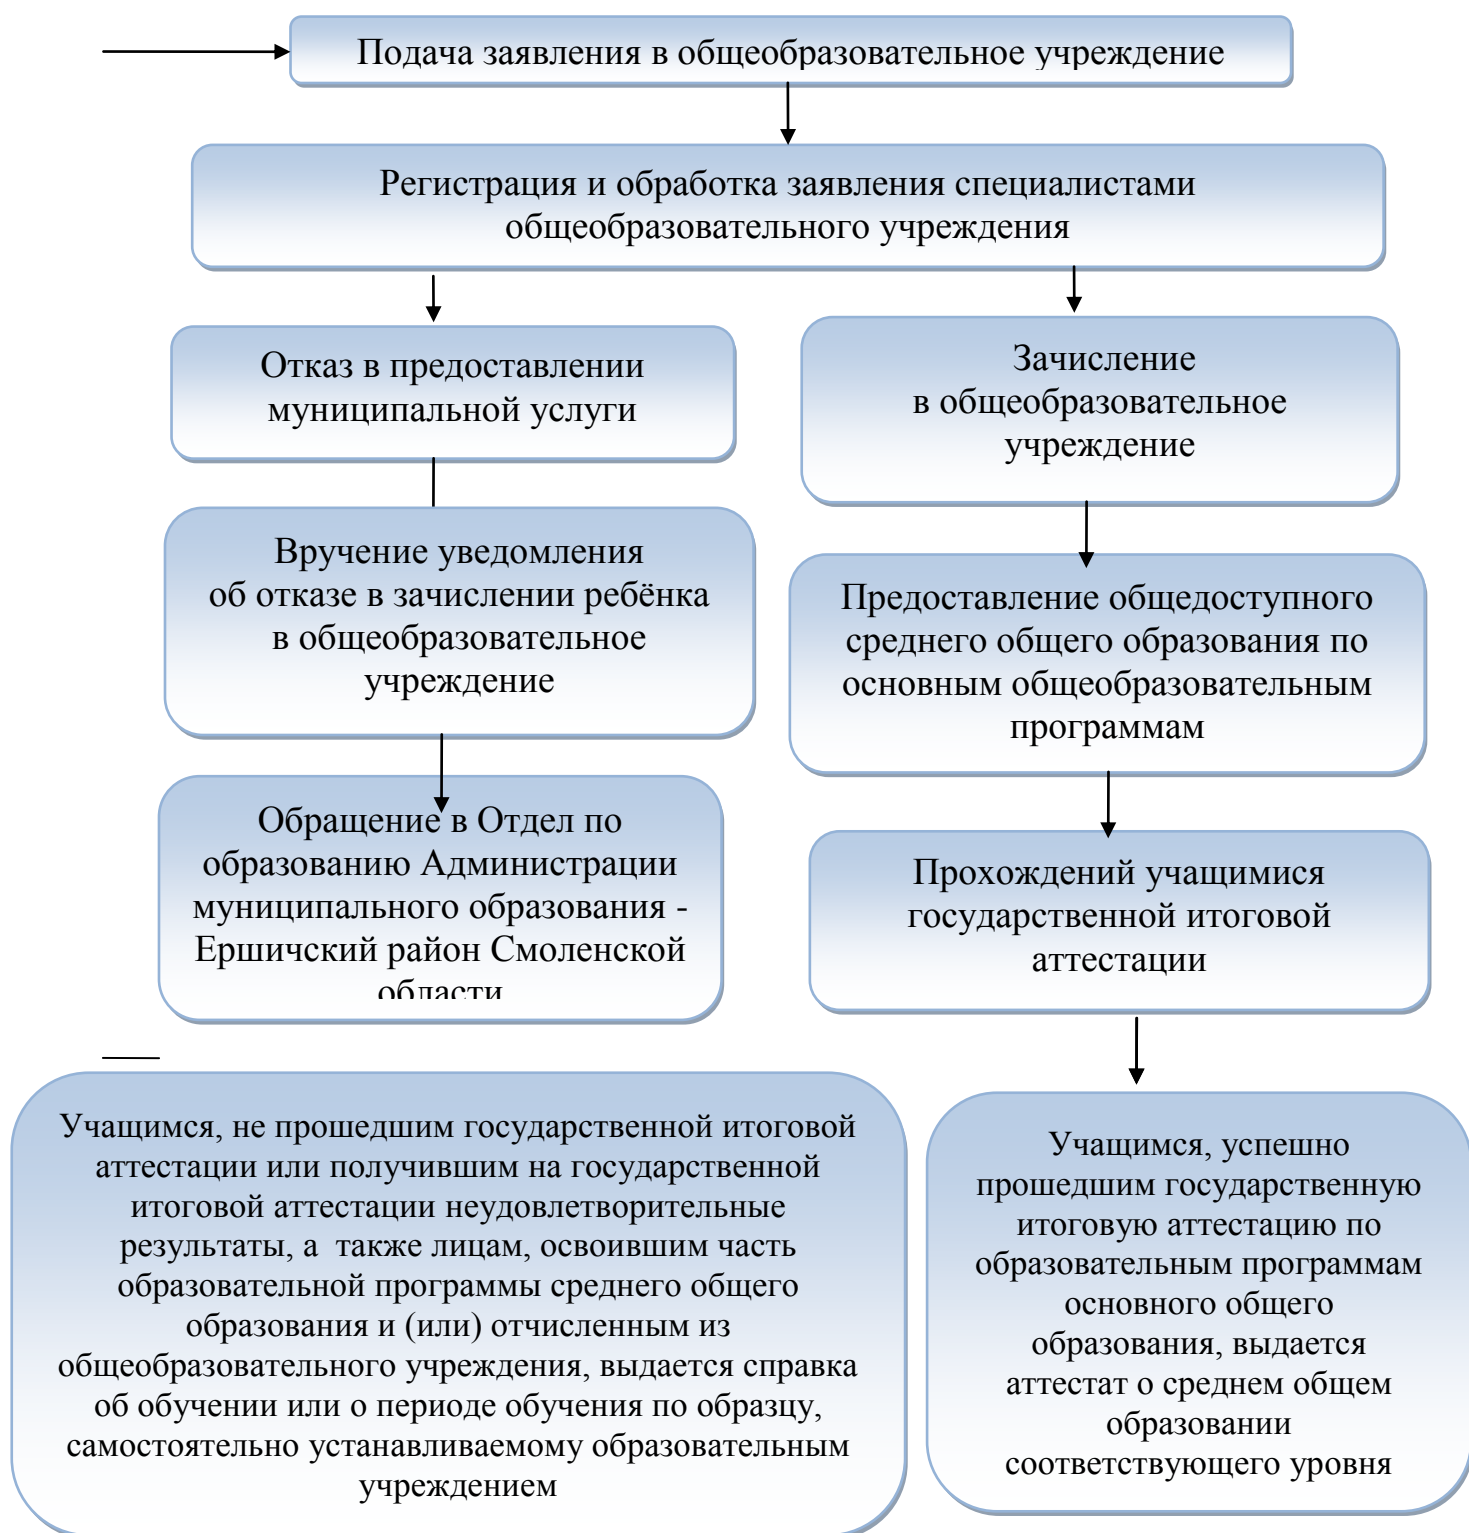 Подача заявления в общеобразовательное учреждение
Регистрация и обработка заявления специалистами
общеобразовательного учреждения
Отказ в предоставлении
муниципальной услуги
Вручение уведомления
об отказе в зачислении ребёнка
в общеобразовательное
учреждение
Обращение в Отдел по
образованию Администрации
муниципального образования -
Ершичский район Смоленской
области
Зачисление
в общеобразовательное
учреждение
Предоставление общедоступного
среднего общего образования по
основным общеобразовательным
программам
Прохождений учащимися
государственной итоговой
аттестации
Учащимся, не прошедшим государственной итоговой
аттестации или получившим на государственной
итоговой аттестации неудовлетворительные
результаты, а также лицам, освоившим часть
образовательной программы среднего общего
образования и (или) отчисленным из
общеобразовательного учреждения, выдается справка
об обучении или о периоде обучения по образцу,
самостоятельно устанавливаемому образовательным
учреждением
Учащимся, успешно
прошедшим государственную
итоговую аттестацию по
образовательным программам
основного общего
образования, выдается
аттестат о среднем общем
образовании
соответствующего уровня